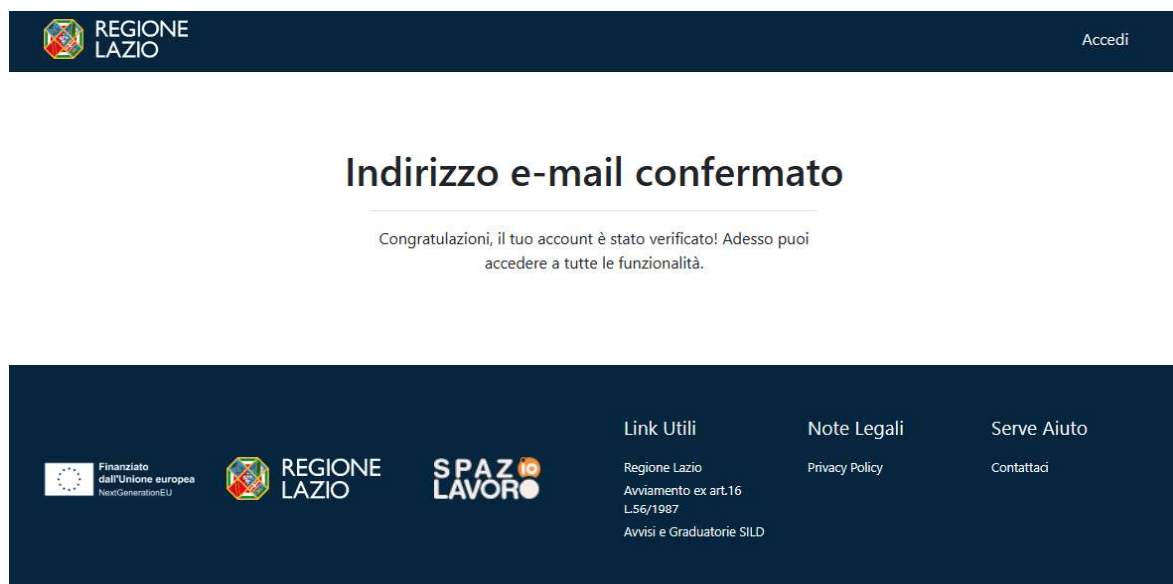 REGIONE
LAZIO
Accedi
Indirizzo e-mail confermato
Congratulazioni, il tuo account è stato verificato! Adesso puoi
accedere a tutte le funzionalità.
Finanziato
dall'Unione europea
NextGenerationEU
REGIONE
LAZIO
SPAZIO
LAVORO
Link Utili
Regione Lazio
Avviamento ex art.16
L.56/1987
Avvisi e Graduatorie SILD
Note Legali
Privacy Policy
Serve Aiuto
Contattaci